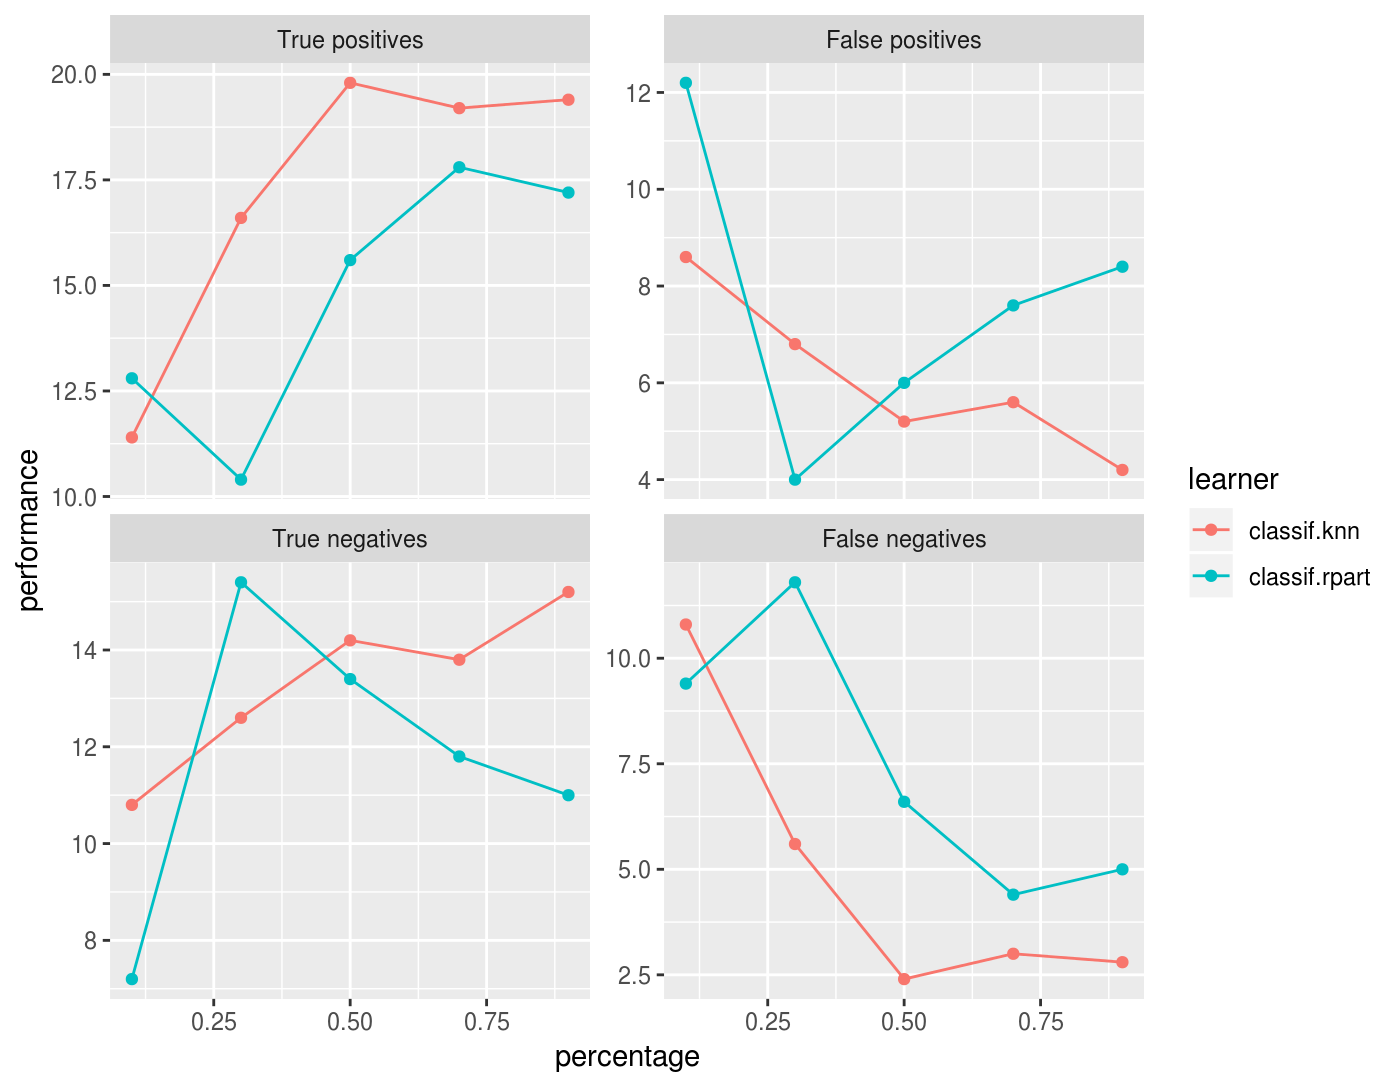 True positives
False positives
20.0
17.5
15.0
12.5
10.0
12
10
8
6
4
True negatives
False negatives
14
12
10
8
10.0
7.5
5.0
2.5
0.25 0.50 0.75
0.25 0.50 0.75
percentage
performance
learner
classif.knn
classif.rpart